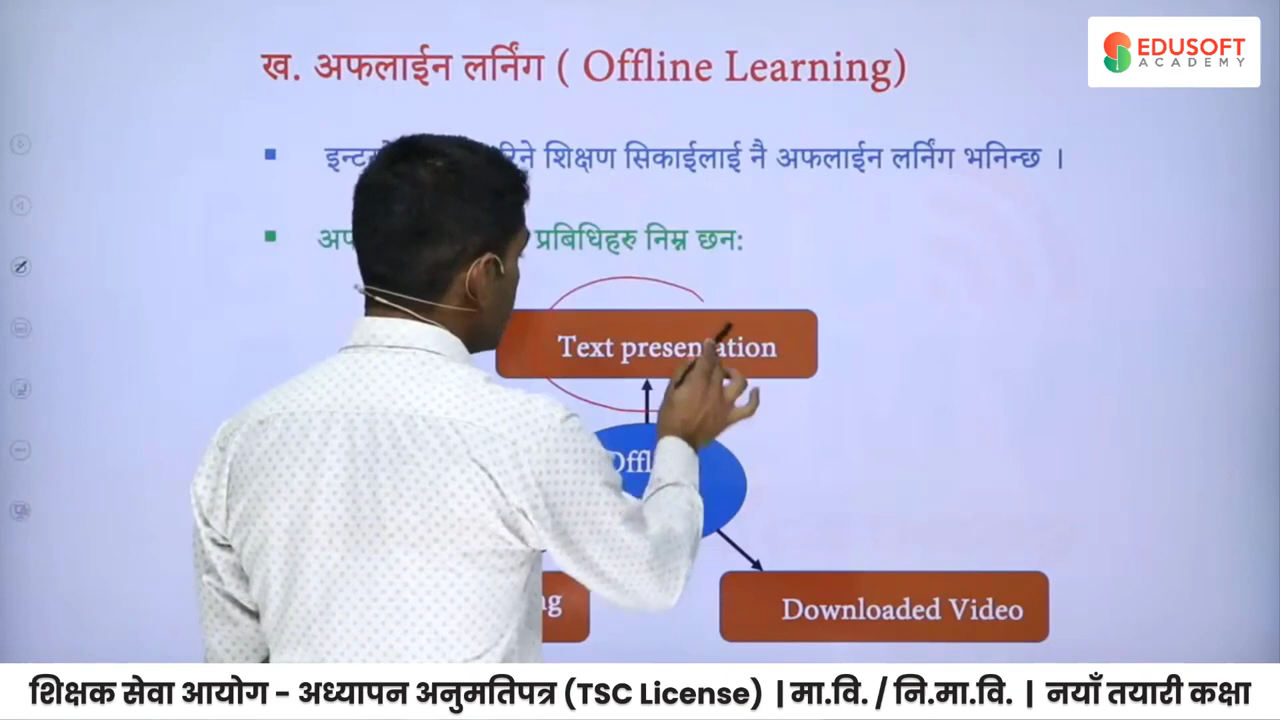 EDUSOFT
ACADEMY
ख. अफलाईन लर्निंग ( Offline Learning)
शिक्षण सिकाईलाई नै अफलाईन लर्निंग भनिन्छ ।
प्रबिधिहरु निम्न छन:
Text presentation
Downloaded Video
शिक्षक सेवा आयोग - अध्यापन अनुमतिपत्र (TSC License) | मा.वि. / नि.मा.वि. | नयाँ तयारी कक्षा